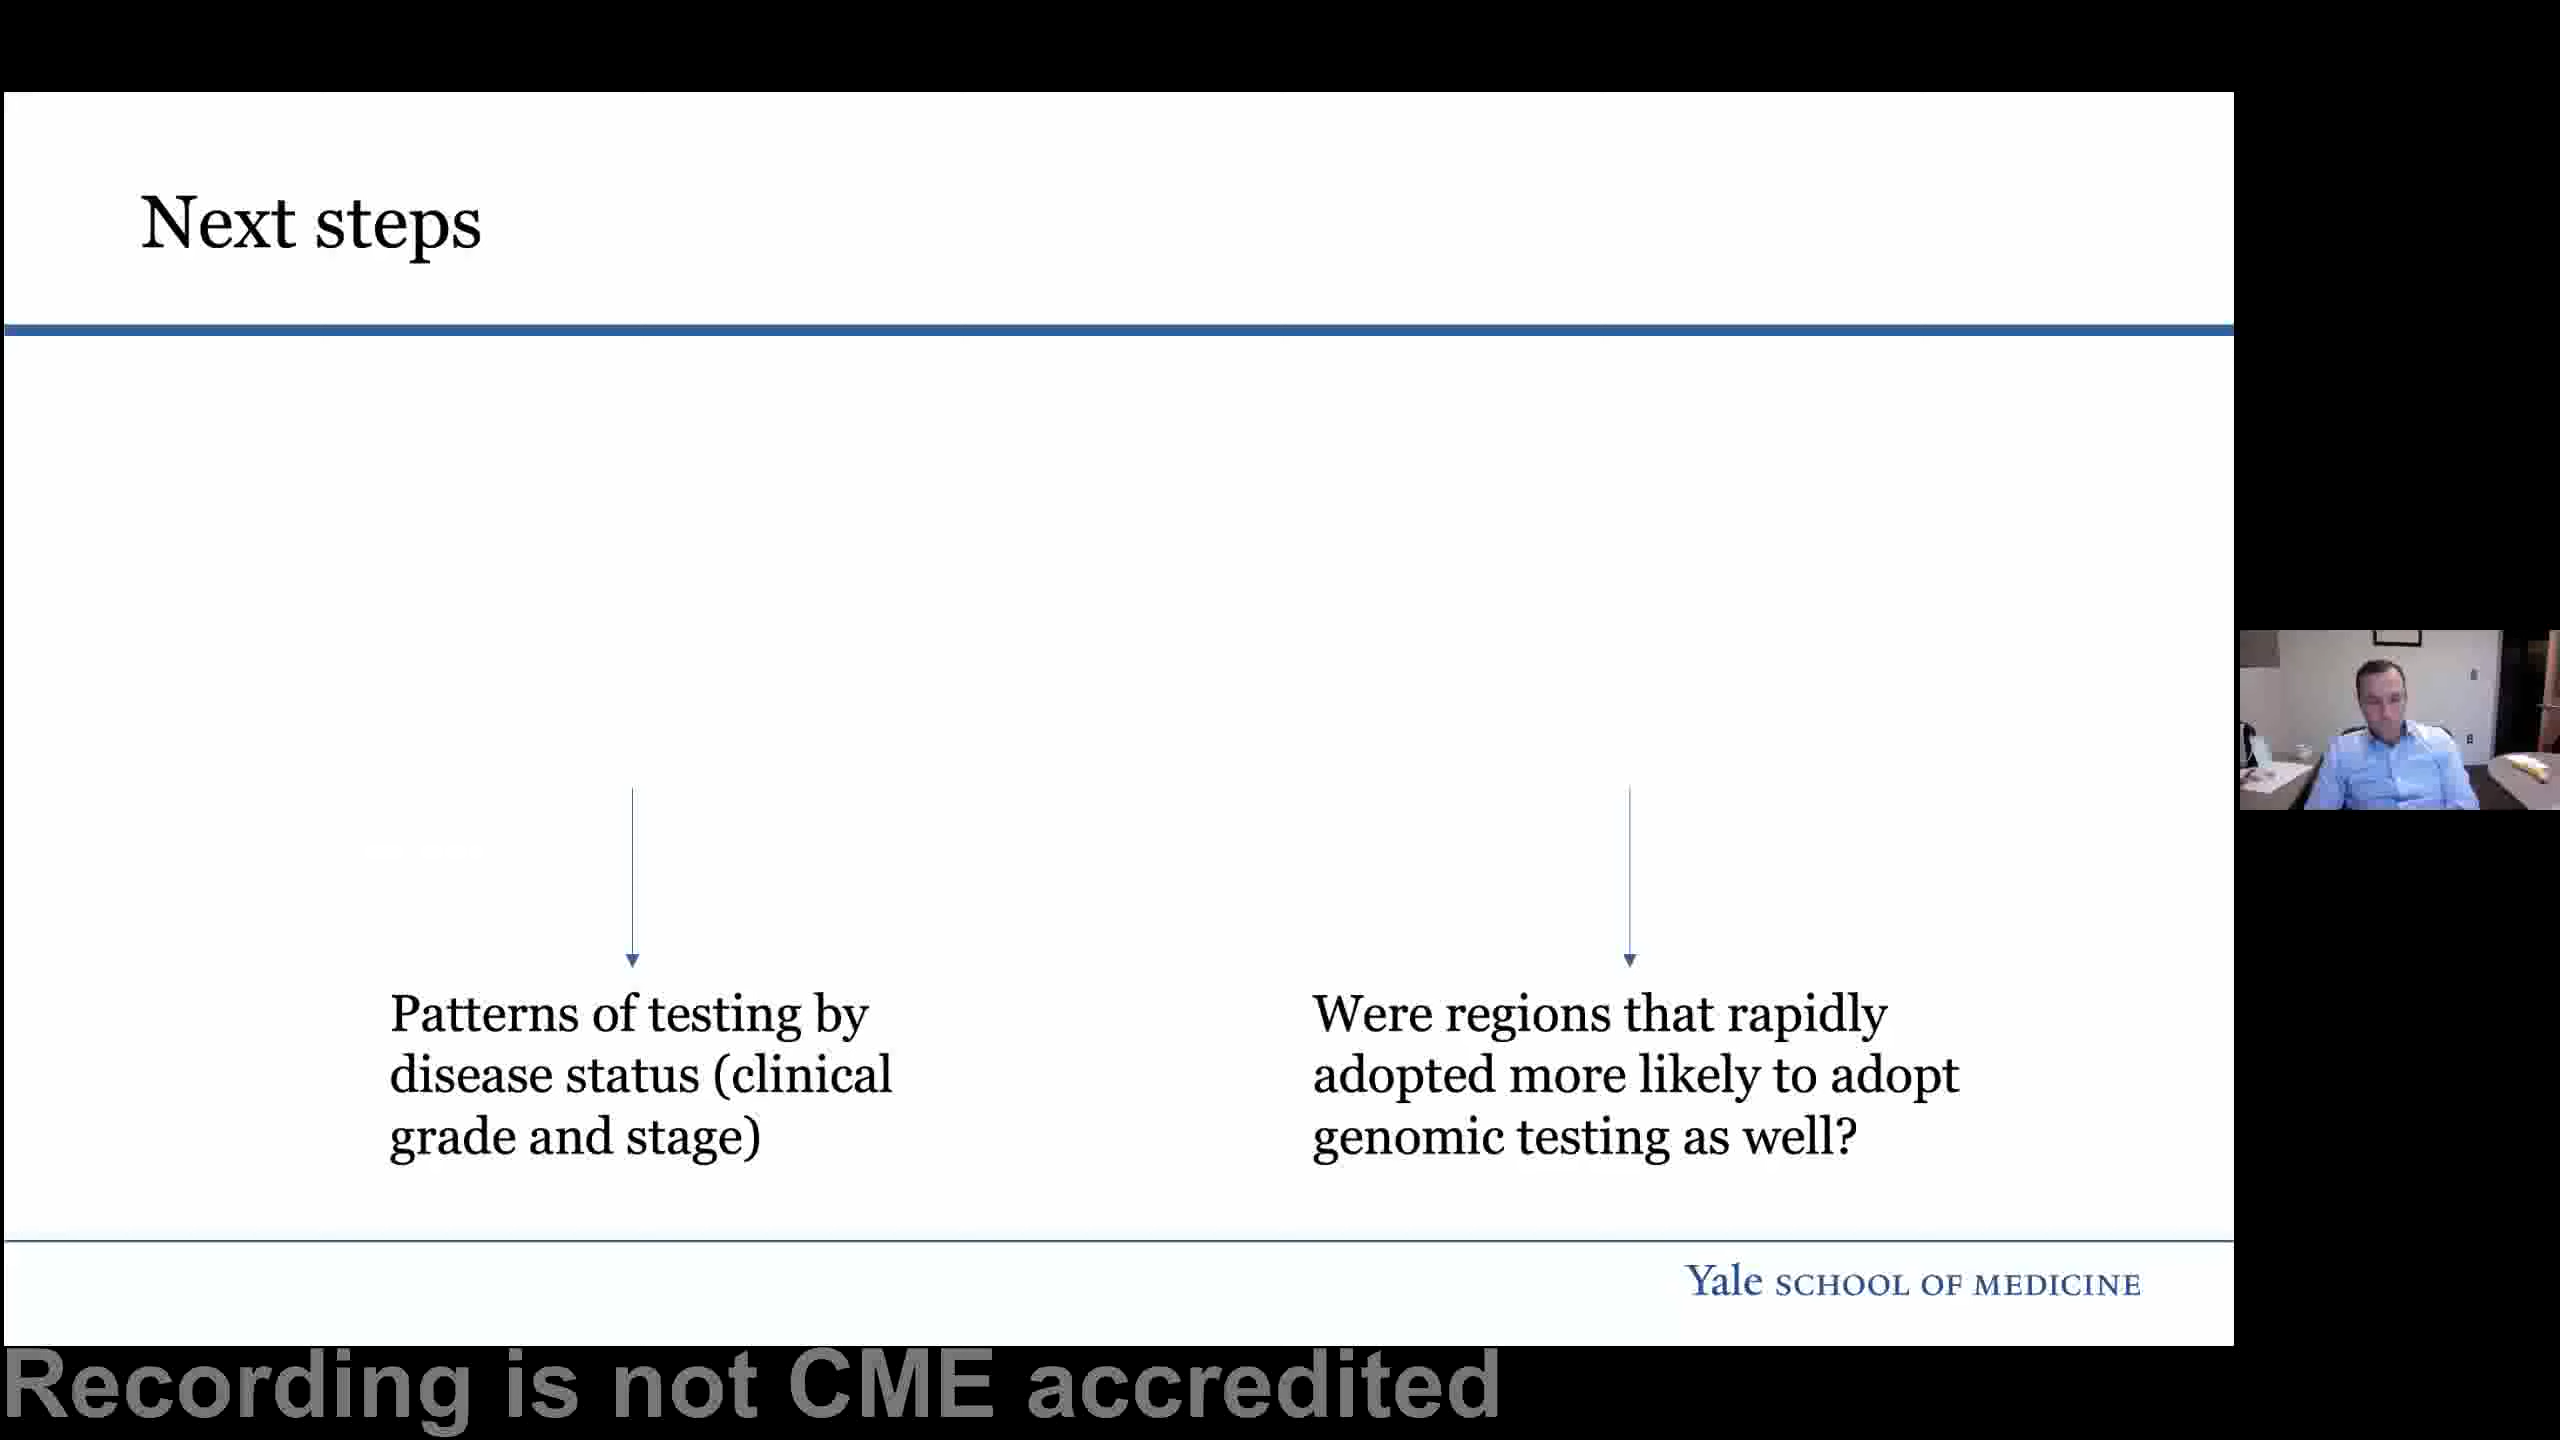 Next steps
Patterns of testing by
disease status (clinical
grade and stage)
Were regions that rapidly
adopted more likely to adopt
genomic testing as well?
Yale SCHOOL OF MEDICINE
Recording is not CME accredited